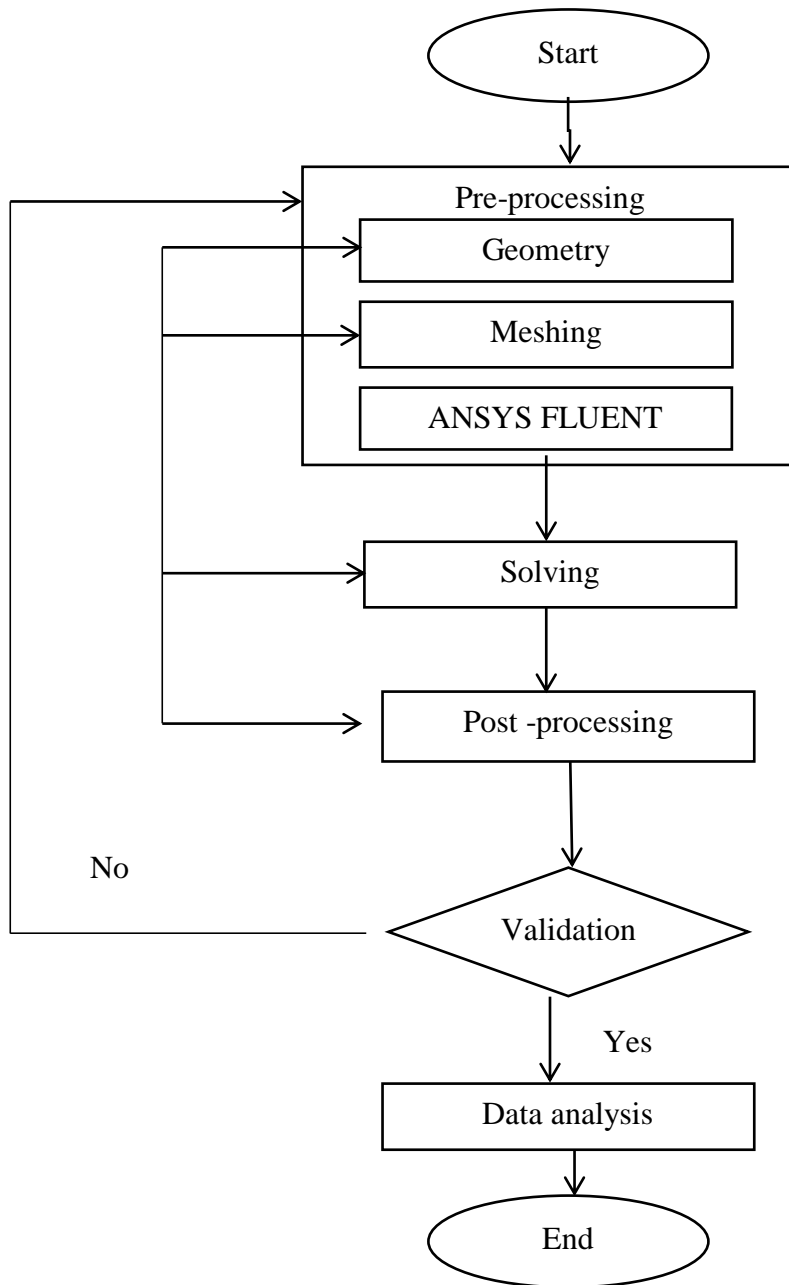 Start
Pre-processing
Geometry
Meshing
ANSYS FLUENT
Solving
Post -processing
No
Validation
Yes
Data analysis
End